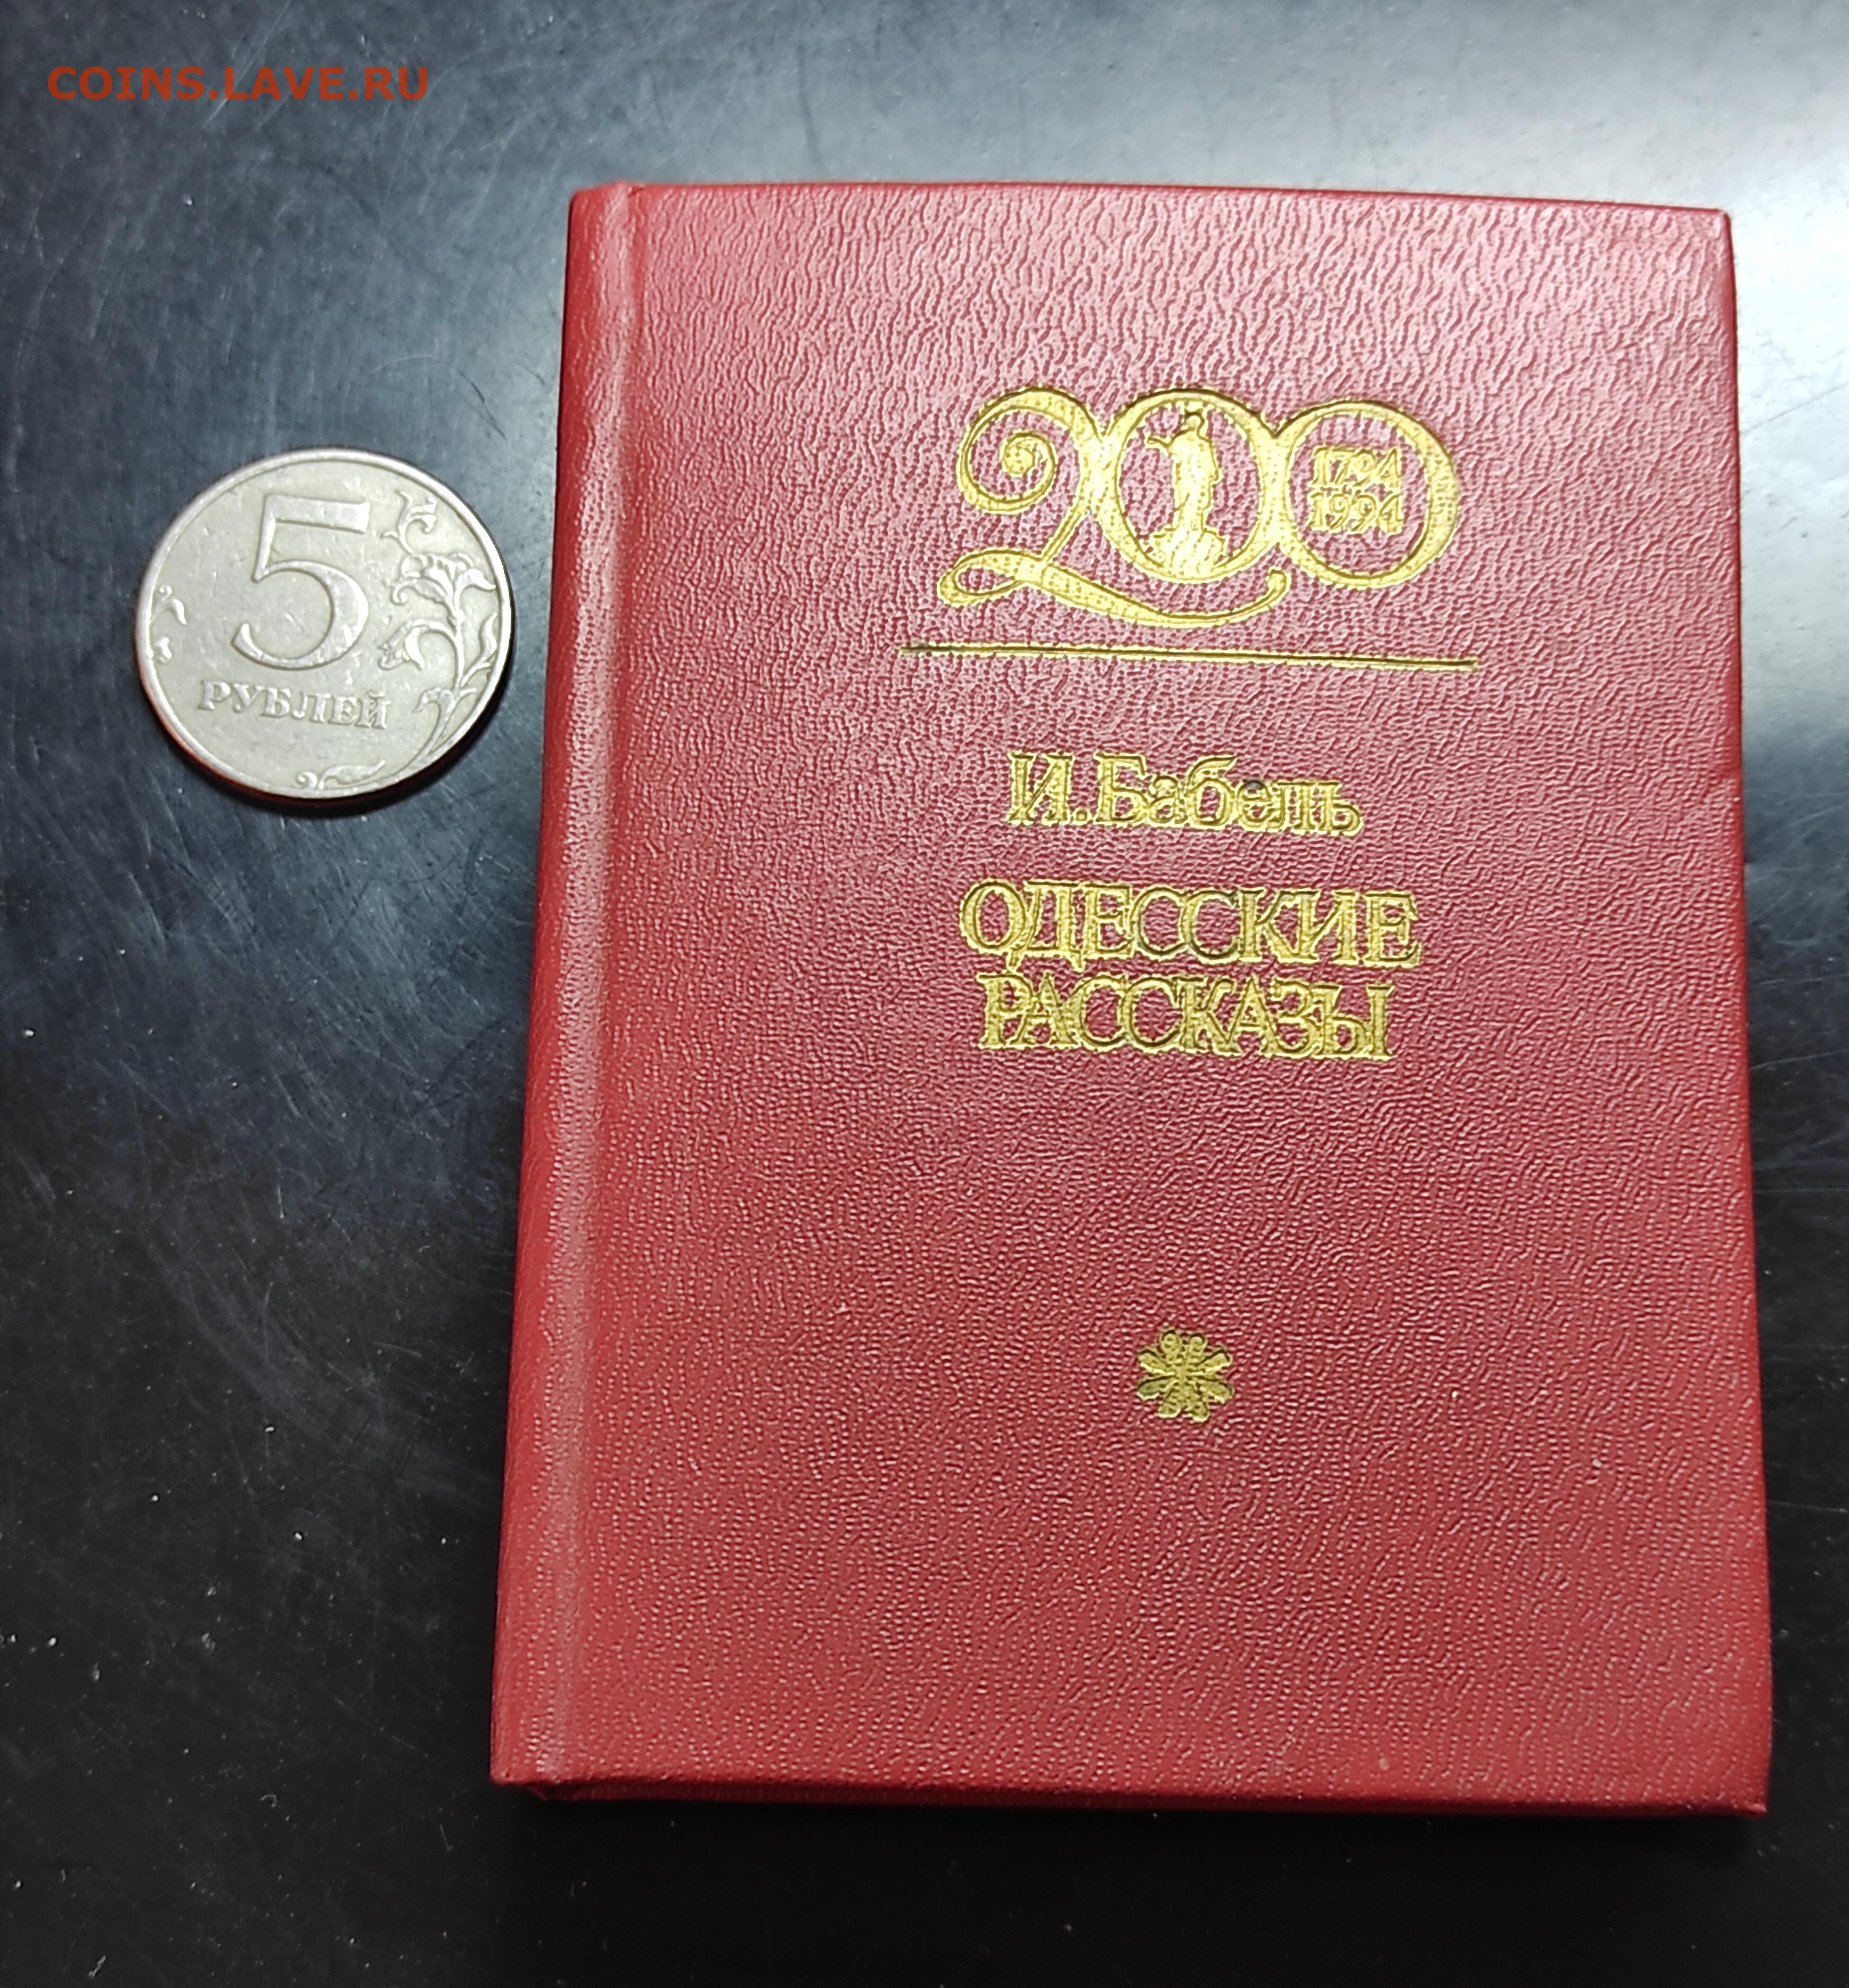 COINS.LAVE.RU
5
РУБЛЕЙ
200
1794
1994
И. Бабель
ОДЕССКИЕ
РАССКАЗЫ